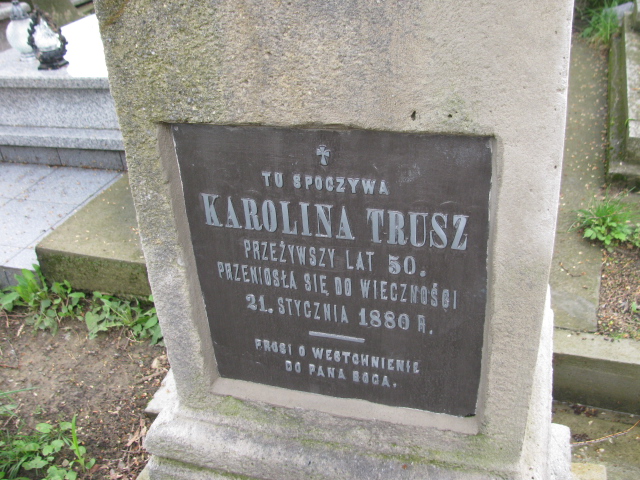 TU SPOCZYWA
KAROLINA TRUSZ
PRZEŻYWSZY LAT 50.
PRZENIOSŁA SIĘ DO WIECZNOŚCI
21. STYCZNIA 1880 R.
PROSI O WESTCHNIENIE
DO PANA BOGA.